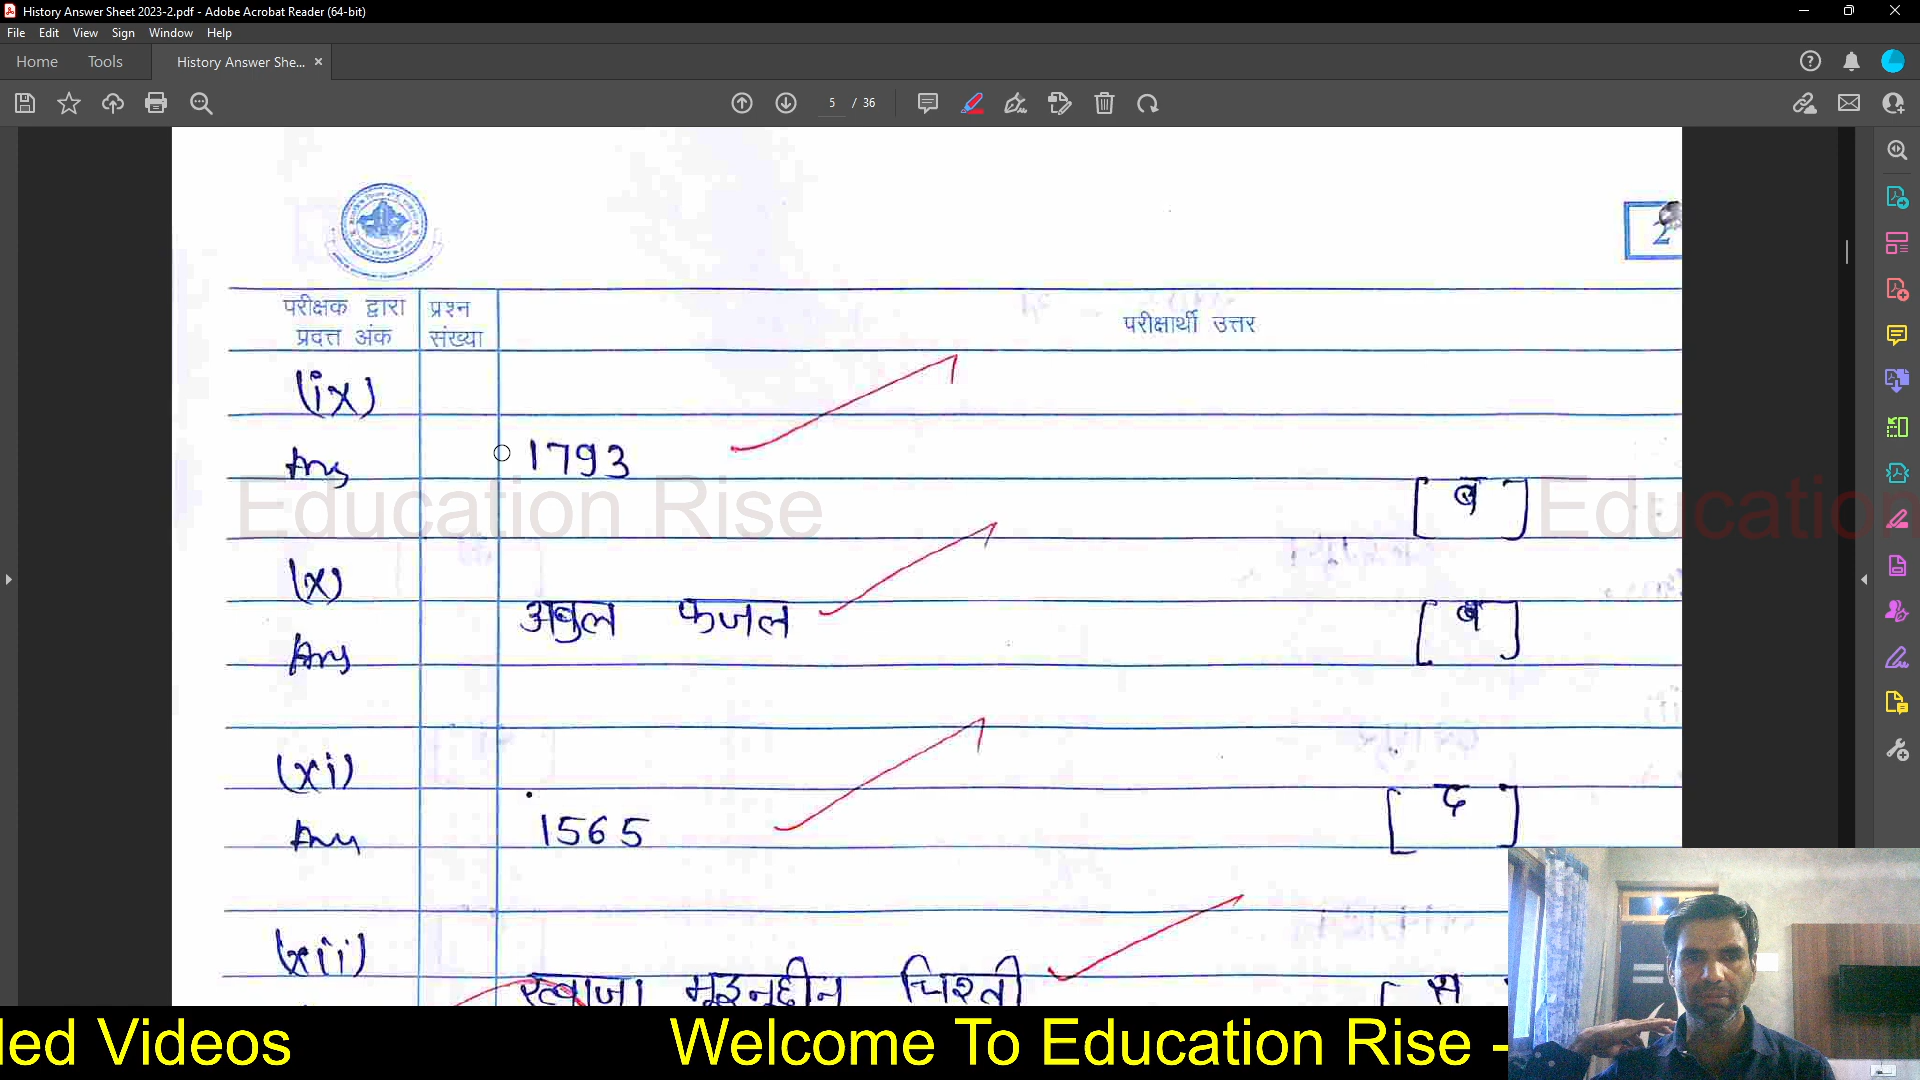 History Answer Sheet 2023-2.pdf - Adobe Acrobat Reader (64-bit)
File Edit View Sign Window Help
Home Tools History Answer She... ×
5 / 36
2
परीक्षक द्वारा प्रदत्त अंक
प्रश्न संख्या
परीक्षार्थी उत्तर
(ix)
Ans 1793
[ ब ]
Education Rise
Education
(x)
Ans अबुल फजल [ ब ]
(xi)
Ans 1565 [ द ]
(xii)
ख्वाजा मूइनूद्दीन चिश्ती [ स
led Videos Welcome To Education Rise -